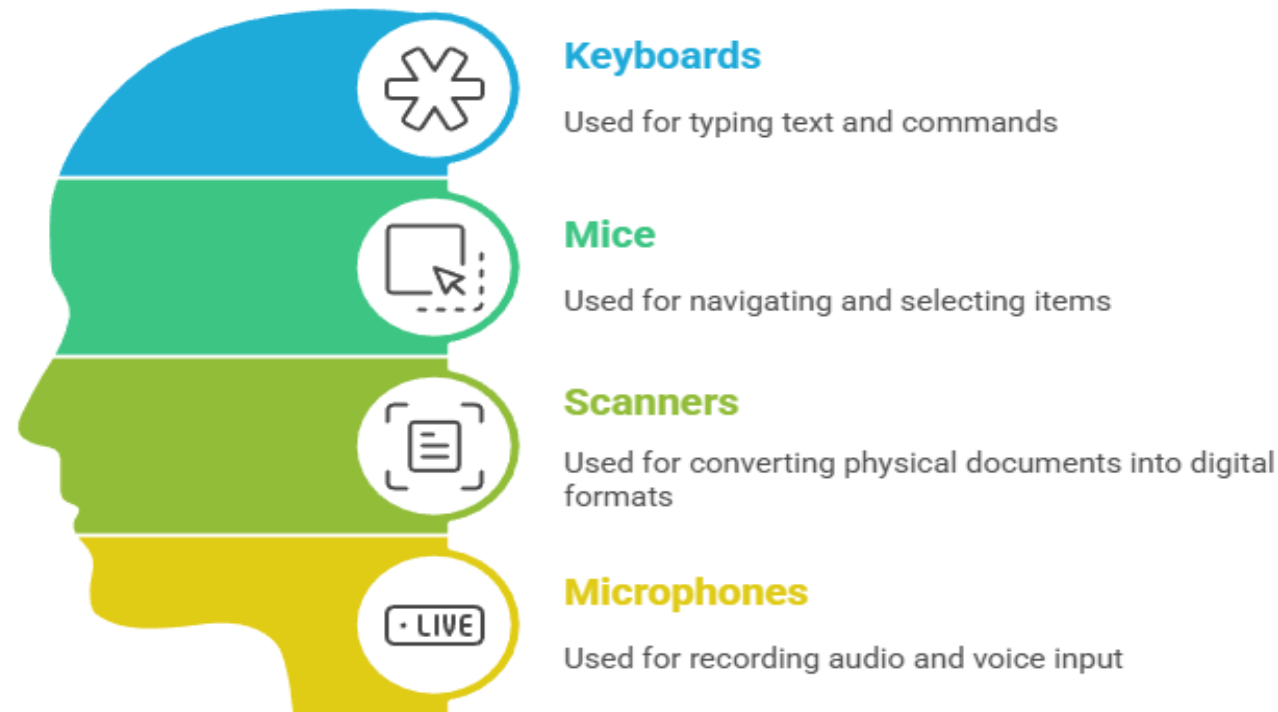 Keyboards
Used for typing text and commands
Mice
Used for navigating and selecting items
Scanners
Used for converting physical documents into digital
formats
Microphones
LIVE
Used for recording audio and voice input